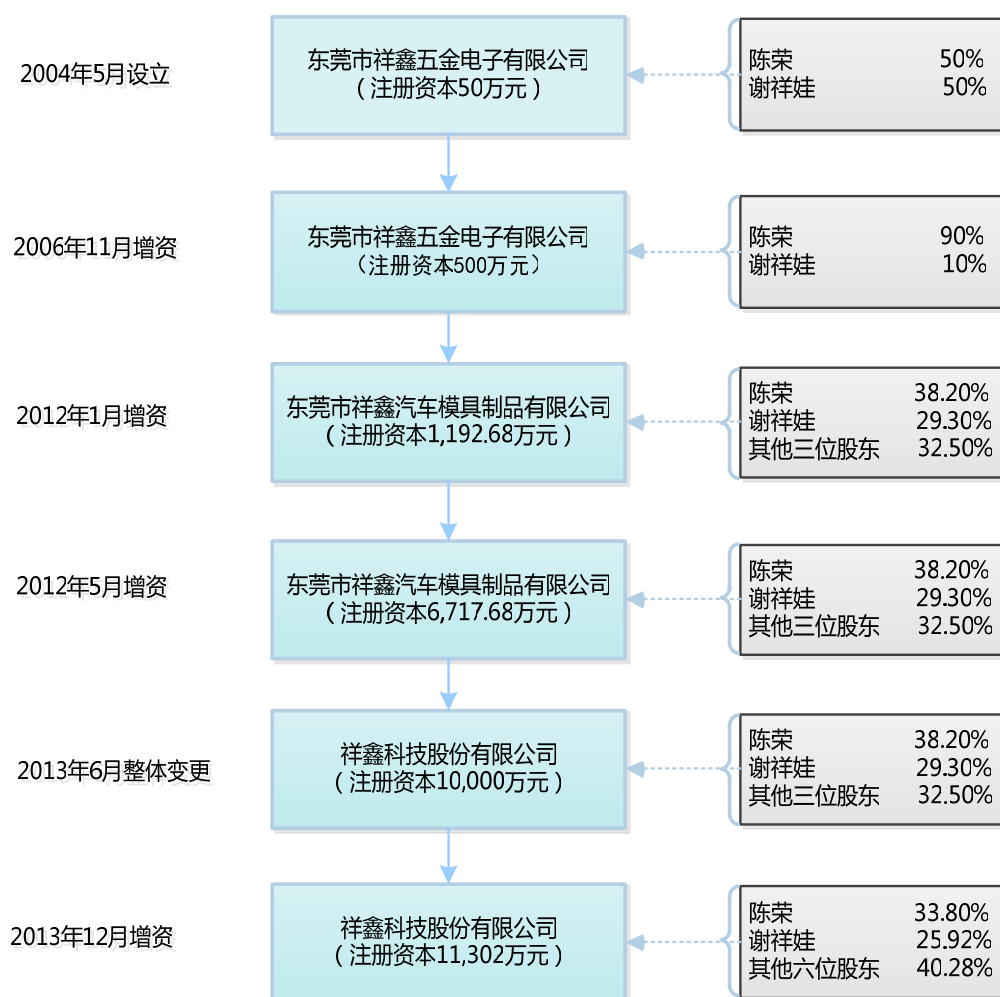 2004年5月设立
东莞市祥鑫五金电子有限公司
（注册资本50万元）
陈荣 50%
谢祥娃 50%
2006年11月增资
东莞市祥鑫五金电子有限公司
（注册资本500万元）
陈荣 90%
谢祥娃 10%
2012年1月增资
东莞市祥鑫汽车模具制品有限公司
（注册资本1,192.68万元）
陈荣 38.20%
谢祥娃 29.30%
其他三位股东 32.50%
2012年5月增资
东莞市祥鑫汽车模具制品有限公司
（注册资本6,717.68万元）
陈荣 38.20%
谢祥娃 29.30%
其他三位股东 32.50%
2013年6月整体变更
祥鑫科技股份有限公司
（注册资本10,000万元）
陈荣 38.20%
谢祥娃 29.30%
其他三位股东 32.50%
2013年12月增资
祥鑫科技股份有限公司
（注册资本11,302万元）
陈荣 33.80%
谢祥娃 25.92%
其他六位股东 40.28%